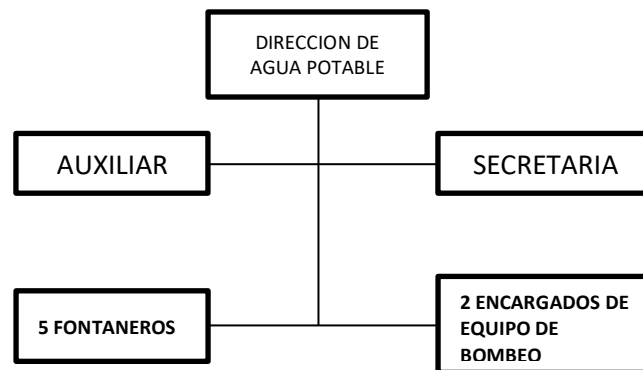 DIRECCION DE
AGUA POTABLE
AUXILIAR
SECRETARIA
5 FONTANEROS
2 ENCARGADOS DE
EQUIPO DE
BOMBEO